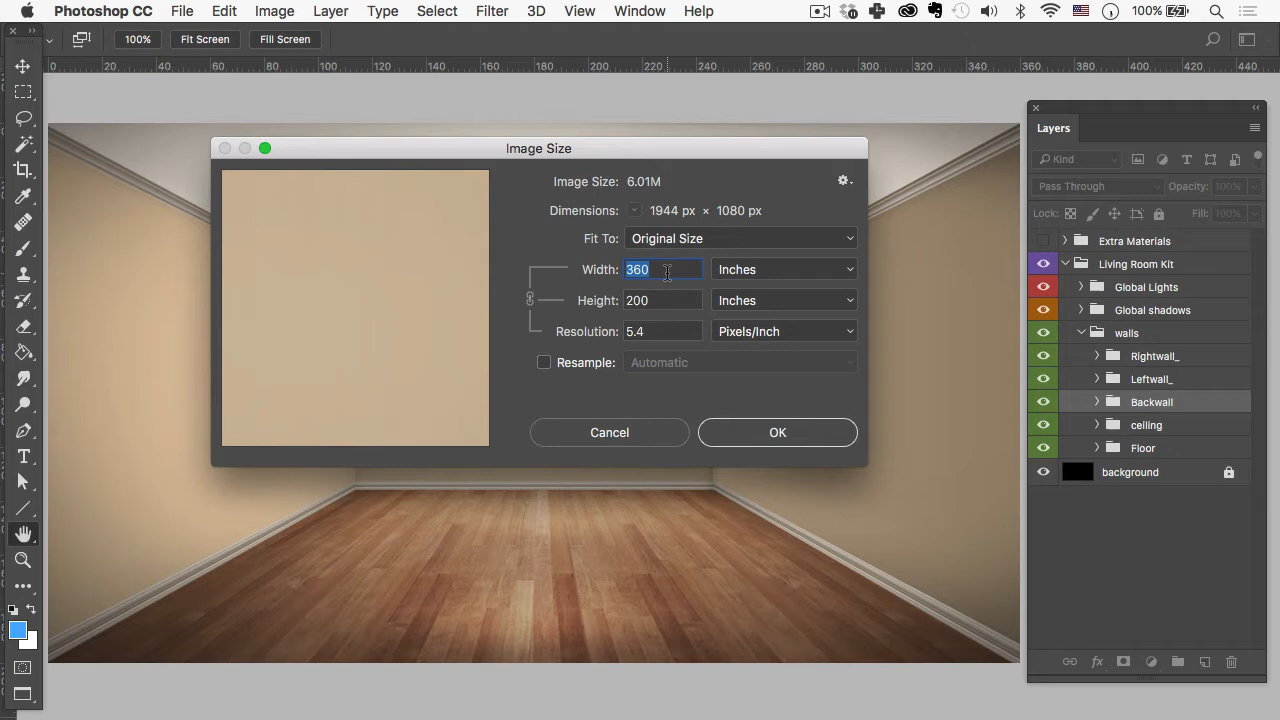 Photoshop CC File Edit Image Layer Type Select Filter 3D View Window Help 100%
100% Fit Screen Fill Screen
0 20 40 60 80 100 120 140 160 180 200 220 240 260 280 300 320 340 360 380 400 420 440
Image Size
Image Size: 6.01M
Dimensions: 1944 px × 1080 px
Fit To: Original Size
Width: 360 Inches
Height: 200 Inches
Resolution: 5.4 Pixels/Inch
Resample: Automatic
Cancel OK
Layers
Kind
Pass Through Opacity: 100%
Lock: Fill: 100%
Extra Materials
Living Room Kit
Global Lights
Global shadows
walls
Rightwall_
Leftwall_
Backwall
ceiling
Floor
background
fx